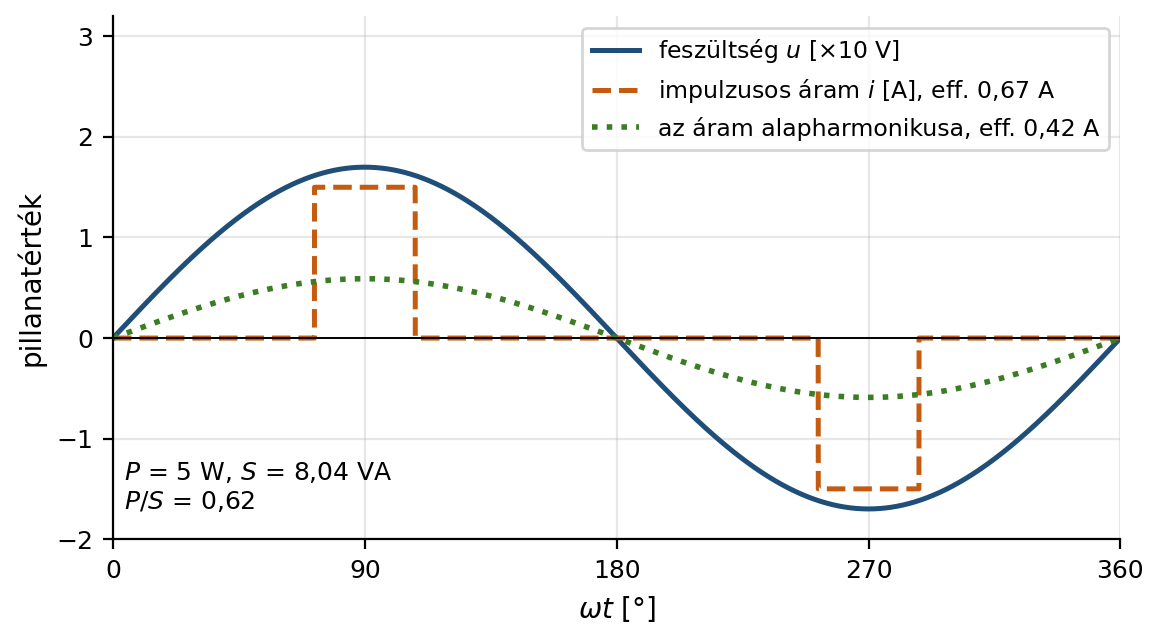 feszültség u [×10 V]
impulzusos áram i [A], eff. 0,67 A
az áram alapharmonikusa, eff. 0,42 A
pillanatérték
3
2
1
0
−1
−2
P = 5 W, S = 8,04 VA
P/S = 0,62
0 90 180 270 360
ωt [°]